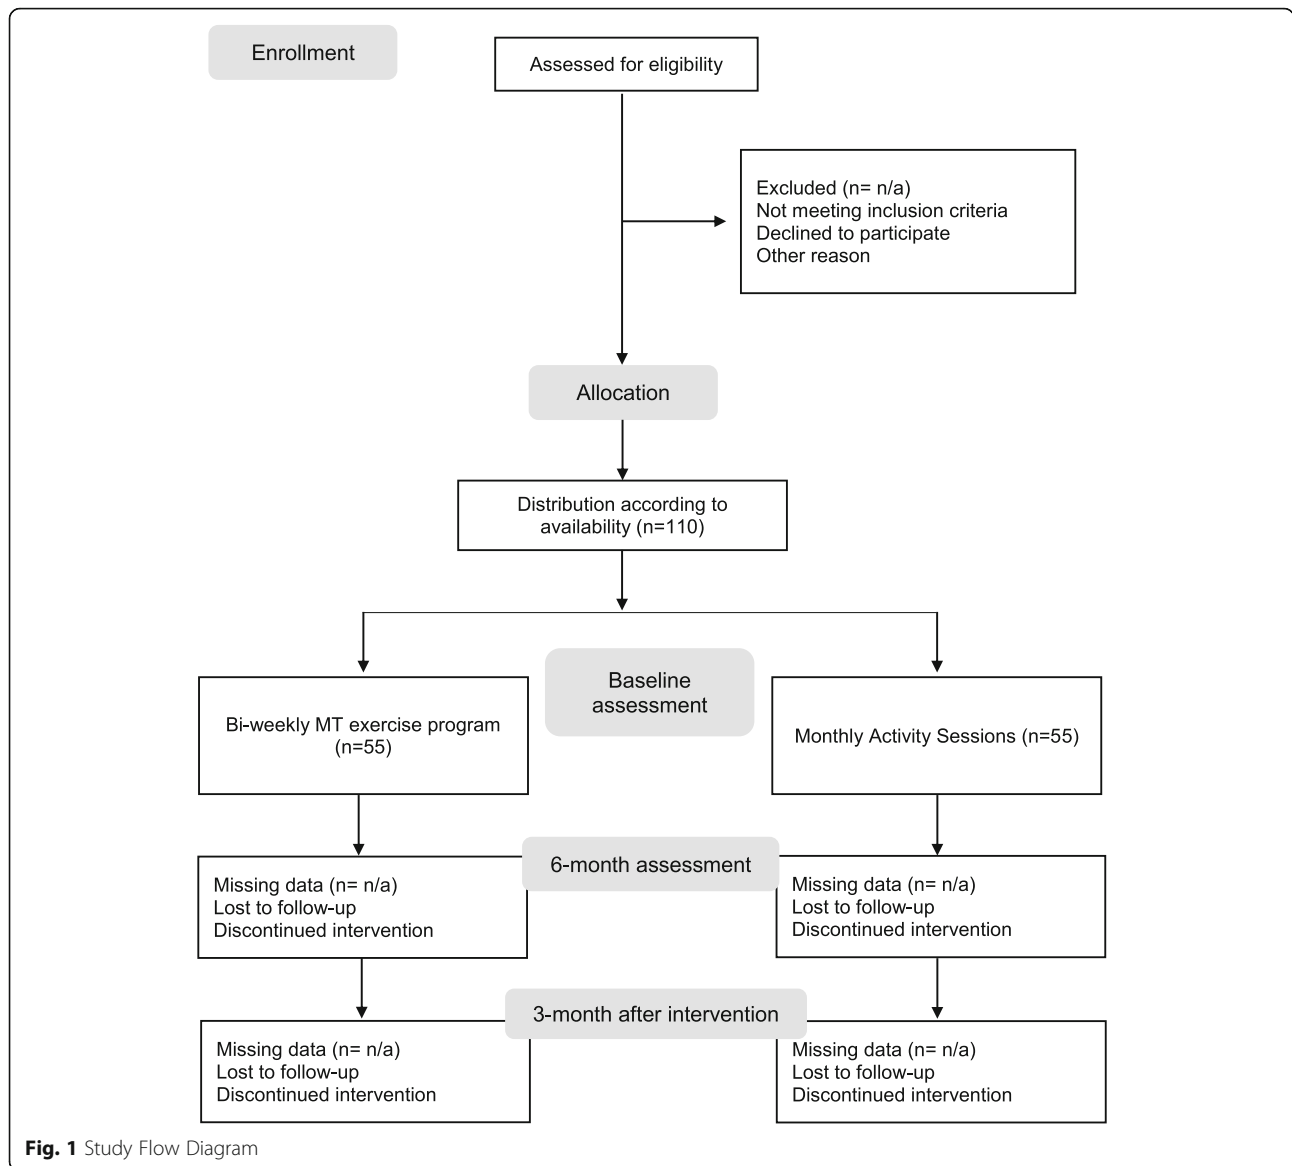 Enrollment
Assessed for eligibility
Excluded (n= n/a)
Not meeting inclusion criteria
Declined to participate
Other reason
Allocation
Distribution according to
availability (n=110)
Baseline
assessment
Bi-weekly MT exercise program
(n=55)
Monthly Activity Sessions (n=55)
6-month assessment
Missing data (n= n/a)
Lost to follow-up
Discontinued intervention
Missing data (n= n/a)
Lost to follow-up
Discontinued intervention
3-month after intervention
Missing data (n= n/a)
Lost to follow-up
Discontinued intervention
Missing data (n= n/a)
Lost to follow-up
Discontinued intervention
Fig. 1 Study Flow Diagram